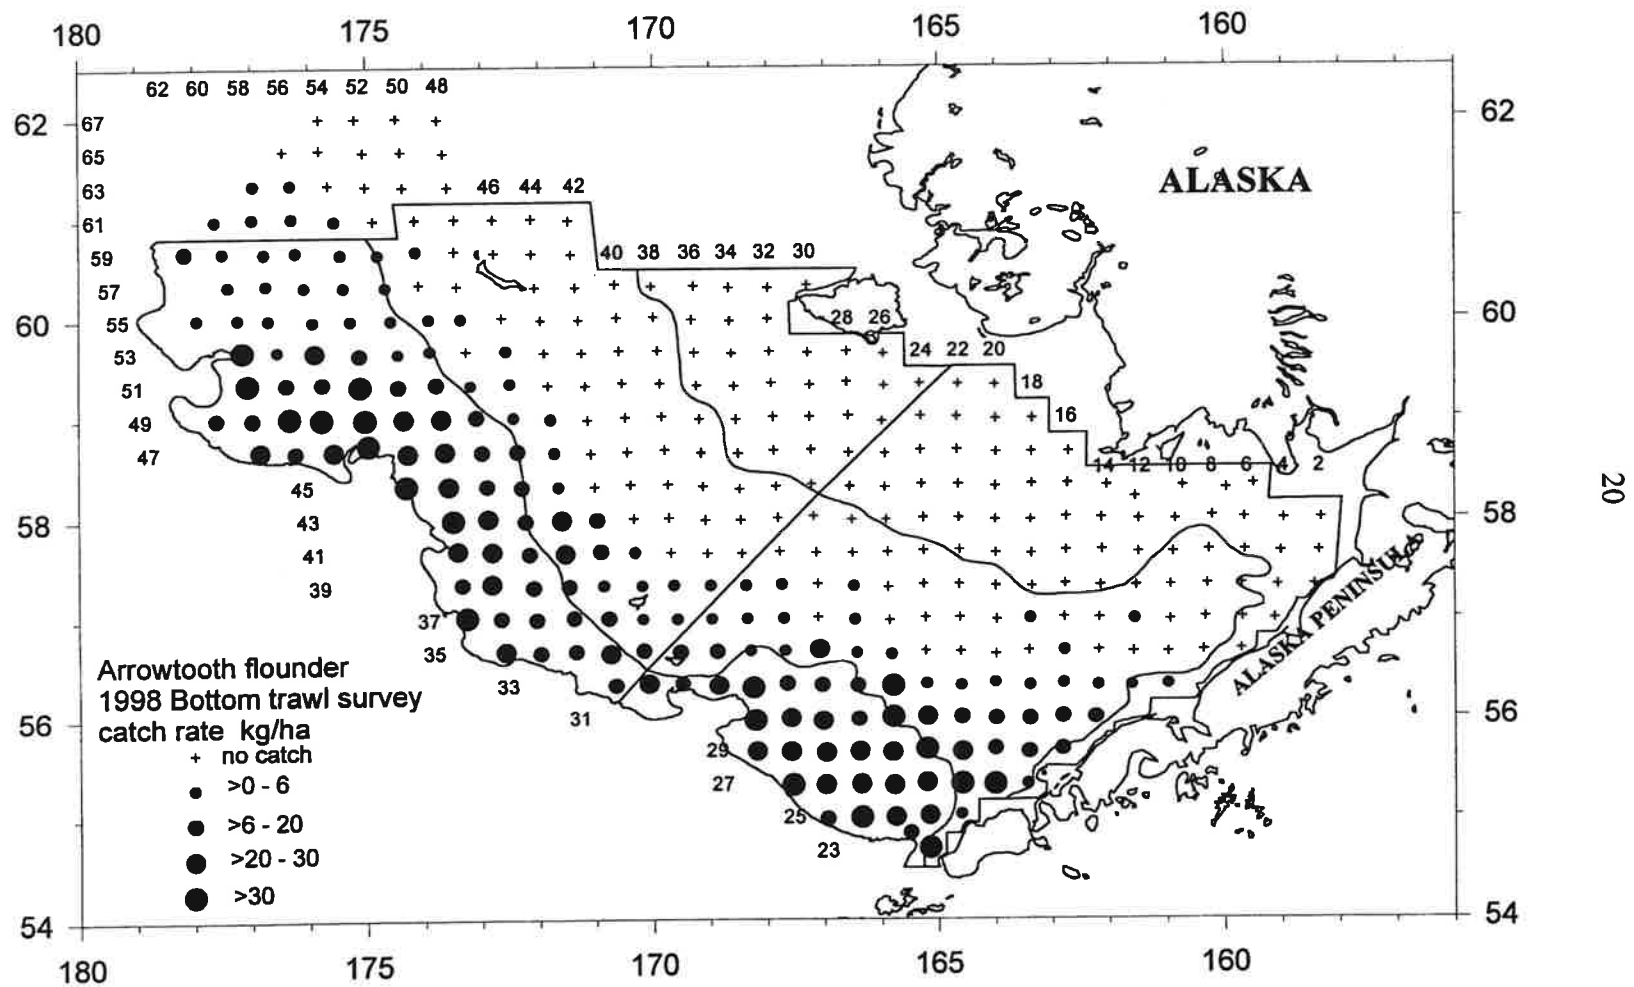 180 175 170 165 160
62 60 58 56 54 52 50 48
62 67 62
65
ALASKA
63 46 44 42
61
59 40 38 36 34 32 30
57
60 55 28 26 60
53 24 22 20
51 18
49 16
47 14 12 10 8 6 4 2
45
20
58 43 58
41
39
37
35
ALASKA PENINSULA
33
31
Arrowtooth flounder
1998 Bottom trawl survey
catch rate kg/ha
56 56
29
+ no catch
27
>0 - 6
25
>6 - 20
23
>20 - 30
>30
54 54
180 175 170 165 160